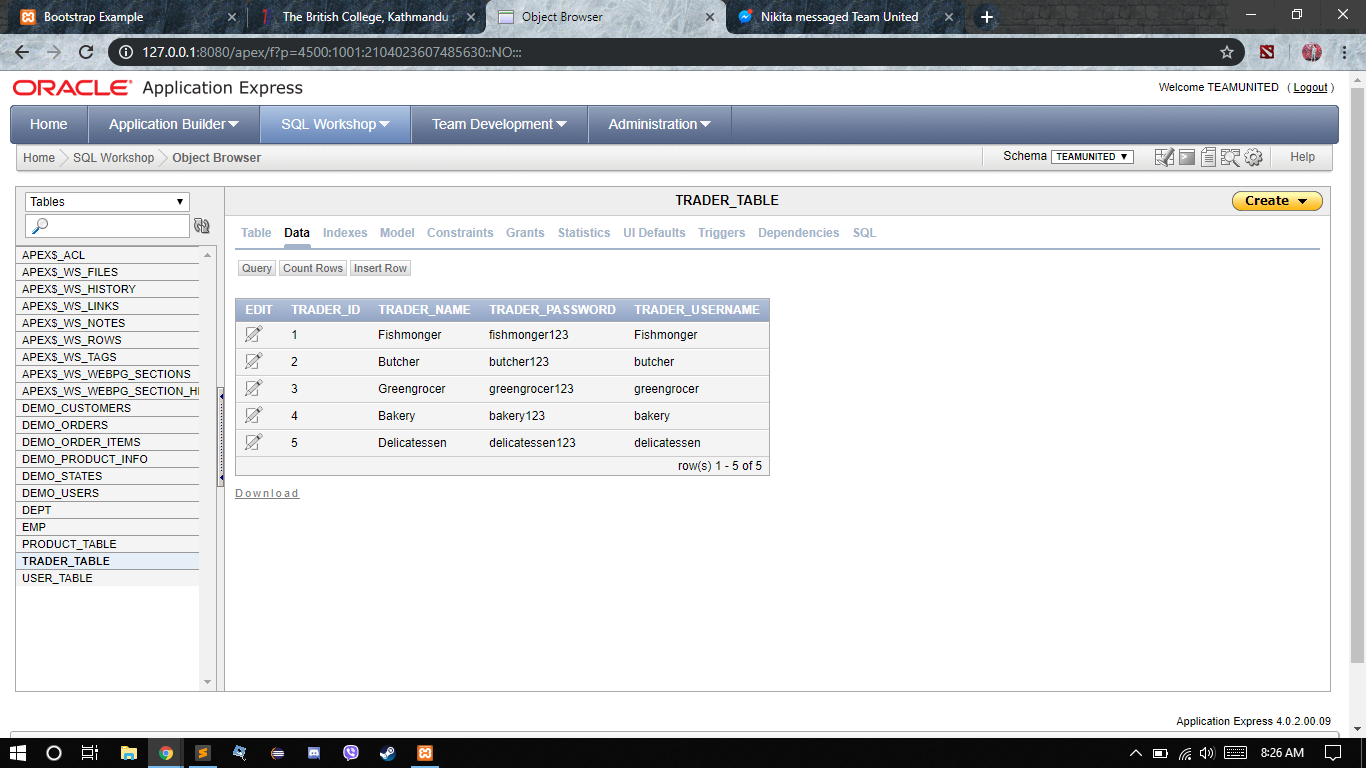 Bootstrap Example
The British College, Kathmandu
Object Browser
Nikita messaged Team United
127.0.0.1:8080/apex/f?p=4500:1001:2104023607485630::NO:::
ORACLE Application Express
Welcome TEAMUNITED ( Logout )
Home
Application Builder
SQL Workshop
Team Development
Administration
Home
SQL Workshop
Object Browser
Schema TEAMUNITED
Help
Tables
TRADER_TABLE
Create
Table Data Indexes Model Constraints Grants Statistics UI Defaults Triggers Dependencies SQL
Query Count Rows Insert Row
APEX$_ACL
APEX$_WS_FILES
APEX$_WS_HISTORY
APEX$_WS_LINKS
APEX$_WS_NOTES
APEX$_WS_ROWS
APEX$_WS_TAGS
APEX$_WS_WEBPG_SECTIONS
APEX$_WS_WEBPG_SECTION_HI
DEMO_CUSTOMERS
DEMO_ORDERS
DEMO_ORDER_ITEMS
DEMO_PRODUCT_INFO
DEMO_STATES
DEMO_USERS
DEPT
EMP
PRODUCT_TABLE
TRADER_TABLE
USER_TABLE
EDIT TRADER_ID TRADER_NAME TRADER_PASSWORD TRADER_USERNAME
1 Fishmonger fishmonger123 Fishmonger
2 Butcher butcher123 butcher
3 Greengrocer greengrocer123 greengrocer
4 Bakery bakery123 bakery
5 Delicatessen delicatessen123 delicatessen
row(s) 1 - 5 of 5
Download
Application Express 4.0.2.00.09
8:26 AM